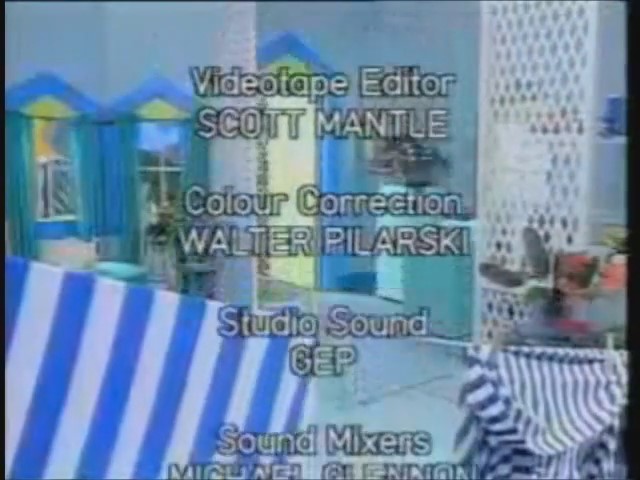 Videotape Editor
SCOTT MANTLE
Colour Correction
WALTER PILARSKI
Studio Sound
GEP
Sound Mixers
MICHAEL GLENNON